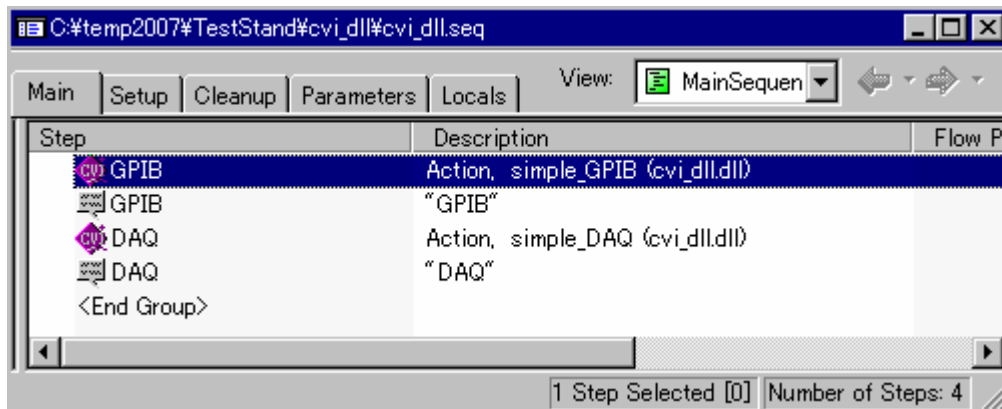 C:¥temp2007¥TestStand¥cvi_dll¥cvi_dll.seq
Main Setup Cleanup Parameters Locals View: MainSequen
Step Description Flow P
CVI GPIB Action, simple_GPIB (cvi_dll.dll)
GPIB "GPIB"
CVI DAQ Action, simple_DAQ (cvi_dll.dll)
DAQ "DAQ"
<End Group>
1 Step Selected [0] Number of Steps: 4